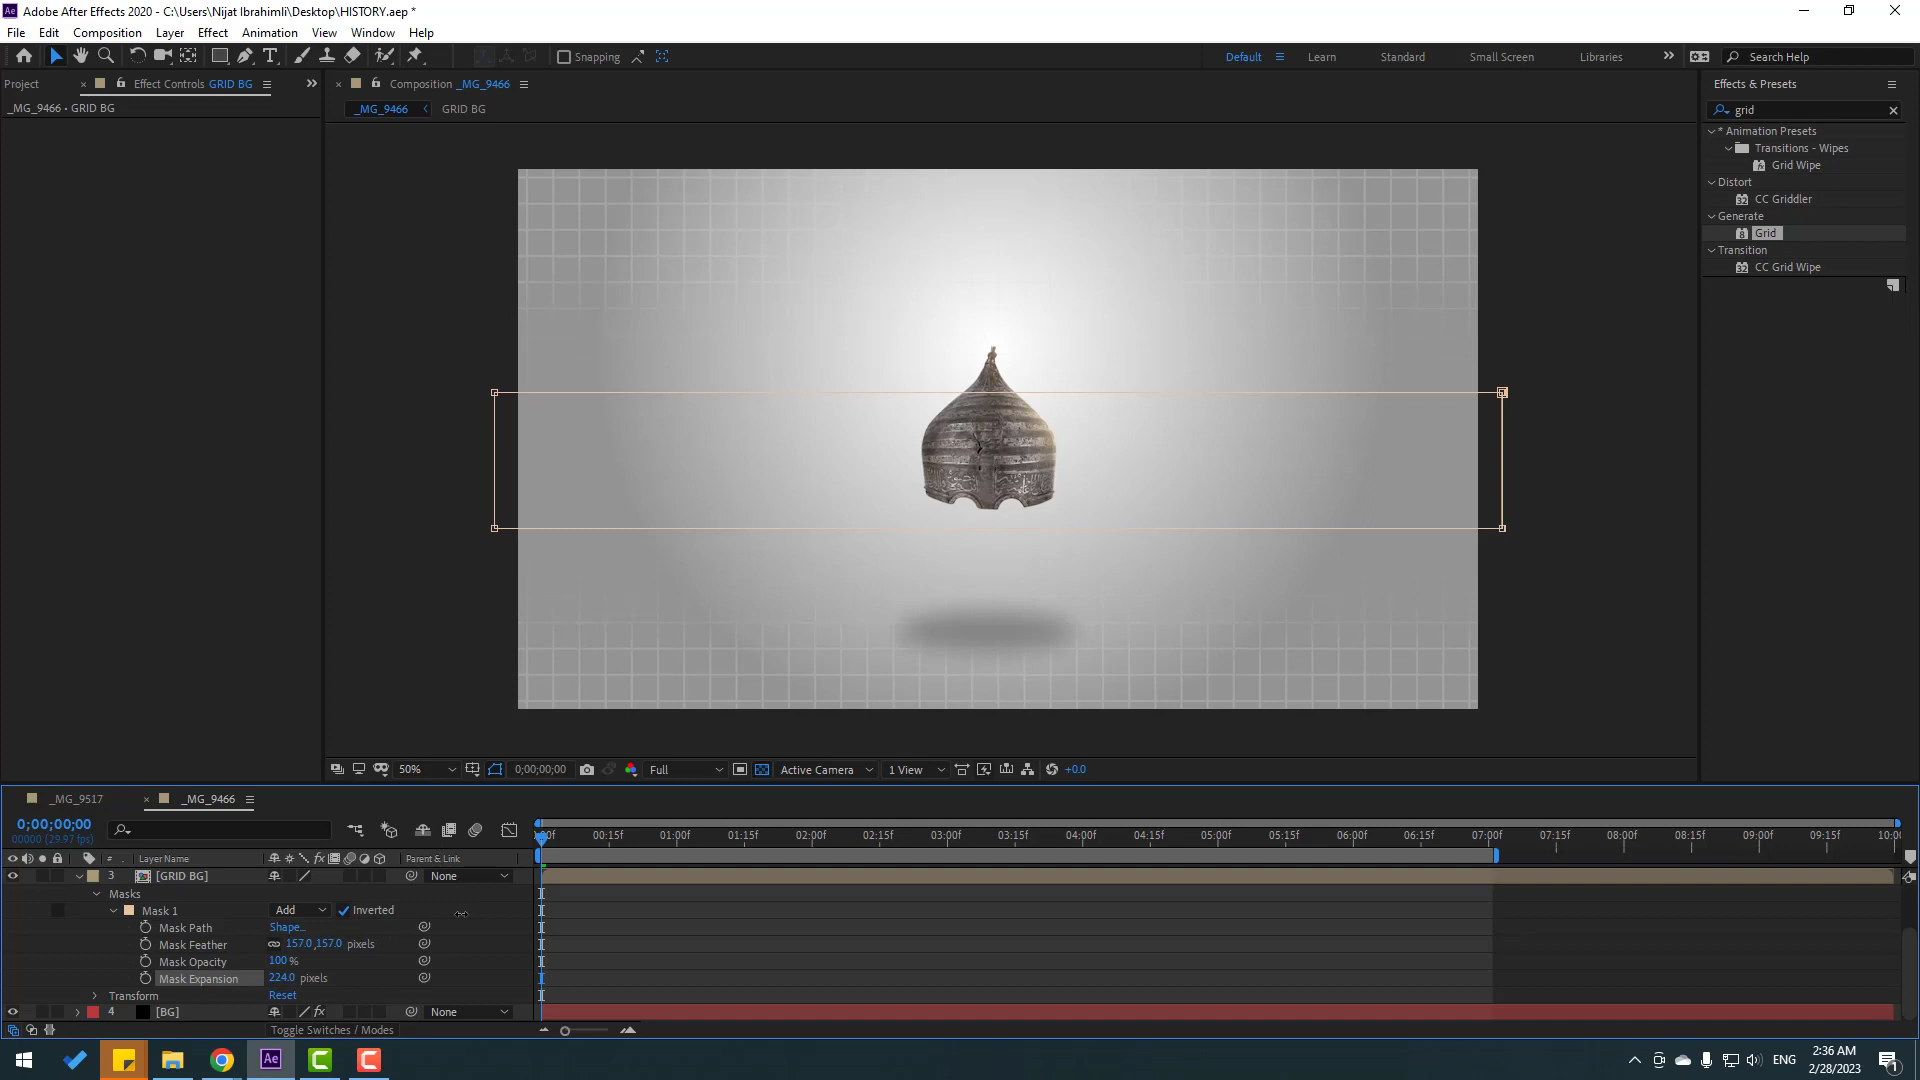 Adobe After Effects 2020 - C:\Users\Nijat Ibrahimli\Desktop\HISTORY.aep *
File Edit Composition Layer Effect Animation View Window Help
Snapping
Default Learn Standard Small Screen Libraries Search Help
Project Effect Controls GRID BG
_MG_9466 • GRID BG
Composition _MG_9466
_MG_9466 GRID BG
Effects & Presets
grid
* Animation Presets
Transitions - Wipes
Grid Wipe
Distort
CC Griddler
Generate
Grid
Transition
CC Grid Wipe
50% 0;00;00;00 Full Active Camera 1 View +0.0
_MG_9517 _MG_9466
0;00;00;00
00000 (29.97 fps)
00:15f 01:00f 01:15f 02:00f 02:15f 03:00f 03:15f 04:00f 04:15f 05:00f 05:15f 06:00f 06:15f 07:00f 07:15f 08:00f 08:15f 09:00f 09:15f
# Layer Name Parent & Link
3 [GRID BG] None
Masks
Mask 1 Add Inverted
Mask Path Shape...
Mask Feather 157.0,157.0 pixels
Mask Opacity 100 %
Mask Expansion 224.0 pixels
Transform Reset
4 [BG] None
Toggle Switches / Modes
ENG 2:36 AM
2/28/2023 1